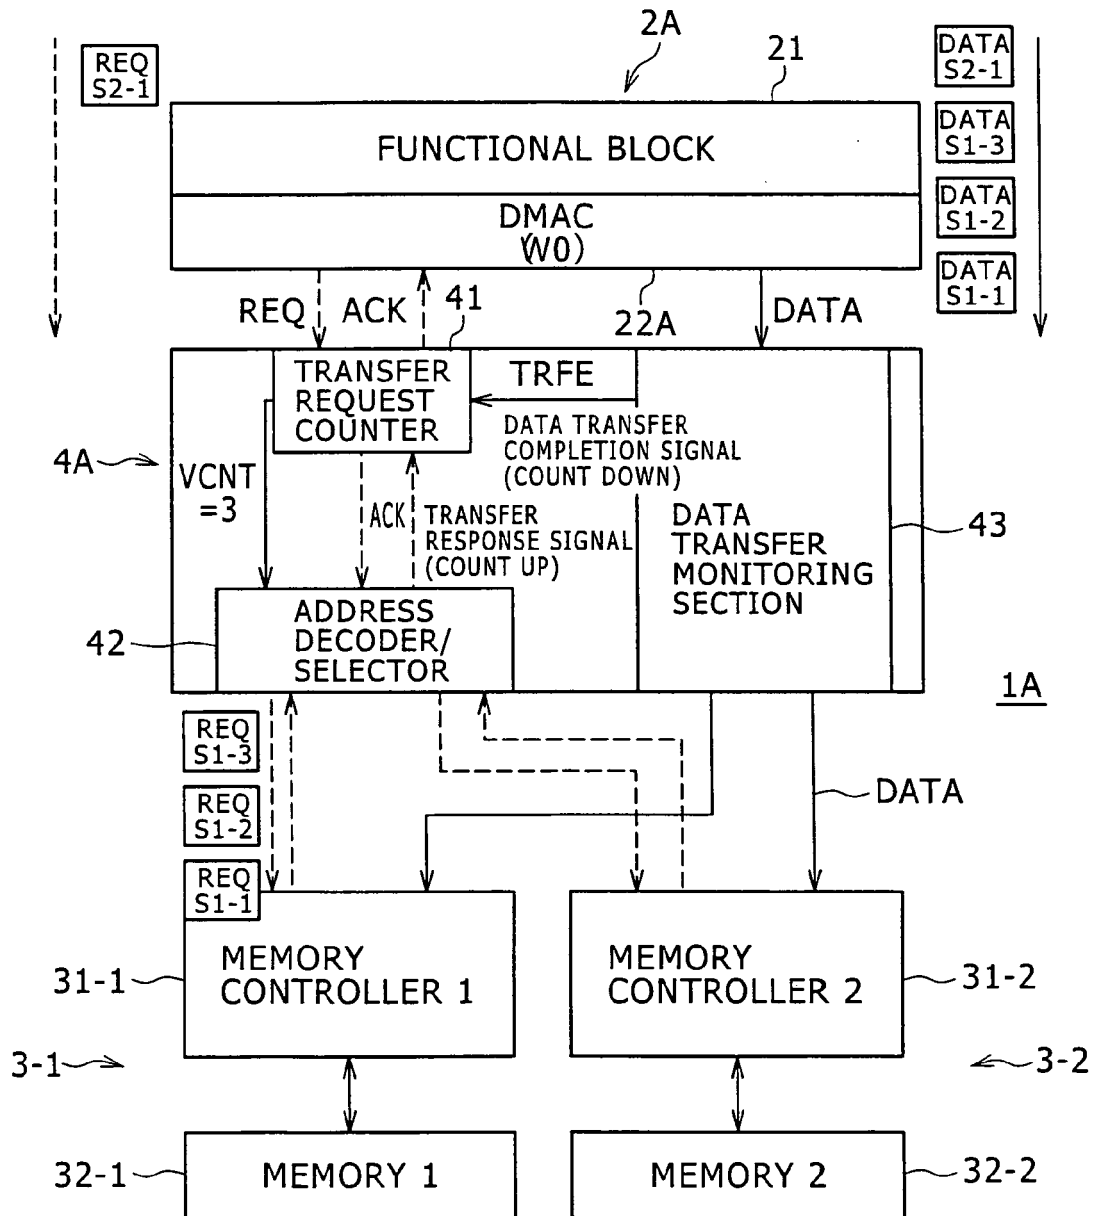 2A
21
REQ
S2-1
DATA
S2-1
DATA
S1-3
DATA
S1-2
DATA
S1-1
FUNCTIONAL BLOCK
DMAC
(W0)
REQ
ACK
41
22A
DATA
TRANSFER
REQUEST
COUNTER
TRFE
DATA TRANSFER
COMPLETION SIGNAL
(COUNT DOWN)
4A
VCNT
=3
ACK
TRANSFER
RESPONSE SIGNAL
(COUNT UP)
DATA
TRANSFER
MONITORING
SECTION
43
42
ADDRESS
DECODER/
SELECTOR
1A
REQ
S1-3
REQ
S1-2
REQ
S1-1
DATA
MEMORY
CONTROLLER 1
MEMORY
CONTROLLER 2
31-1
31-2
3-1
3-2
32-1
MEMORY 1
MEMORY 2
32-2